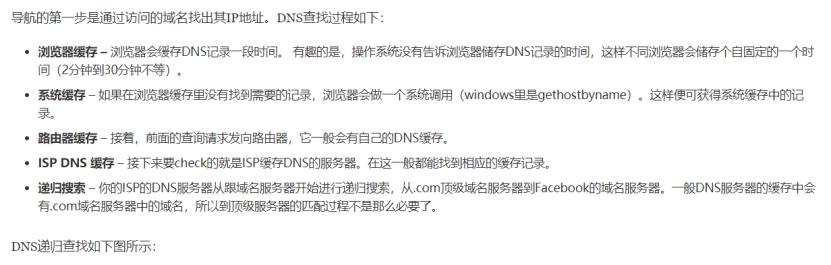 导航的第一步是通过访问的域名找出其IP地址。DNS查找过程如下：
• 浏览器缓存 – 浏览器会缓存DNS记录一段时间。 有趣的是，操作系统没有告诉浏览器储存DNS记录的时间，这样不同浏览器会储存个自固定的一个时
间（2分钟到30分钟不等）。
• 系统缓存 – 如果在浏览器缓存里没有找到需要的记录，浏览器会做一个系统调用（windows里是gethostbyname）。这样便可获得系统缓存中的记
录。
• 路由器缓存 – 接着，前面的查询请求发向路由器，它一般会有自己的DNS缓存。
• ISP DNS 缓存 – 接下来要check的就是ISP缓存DNS的服务器。在这一般都能找到相应的缓存记录。
• 递归搜索 – 你的ISP的DNS服务器从跟域名服务器开始进行递归搜索，从.com顶级域名服务器到Facebook的域名服务器。一般DNS服务器的缓存中会
有.com域名服务器中的域名，所以到顶级服务器的匹配过程不是那么必要了。
DNS递归查找如下图所示：